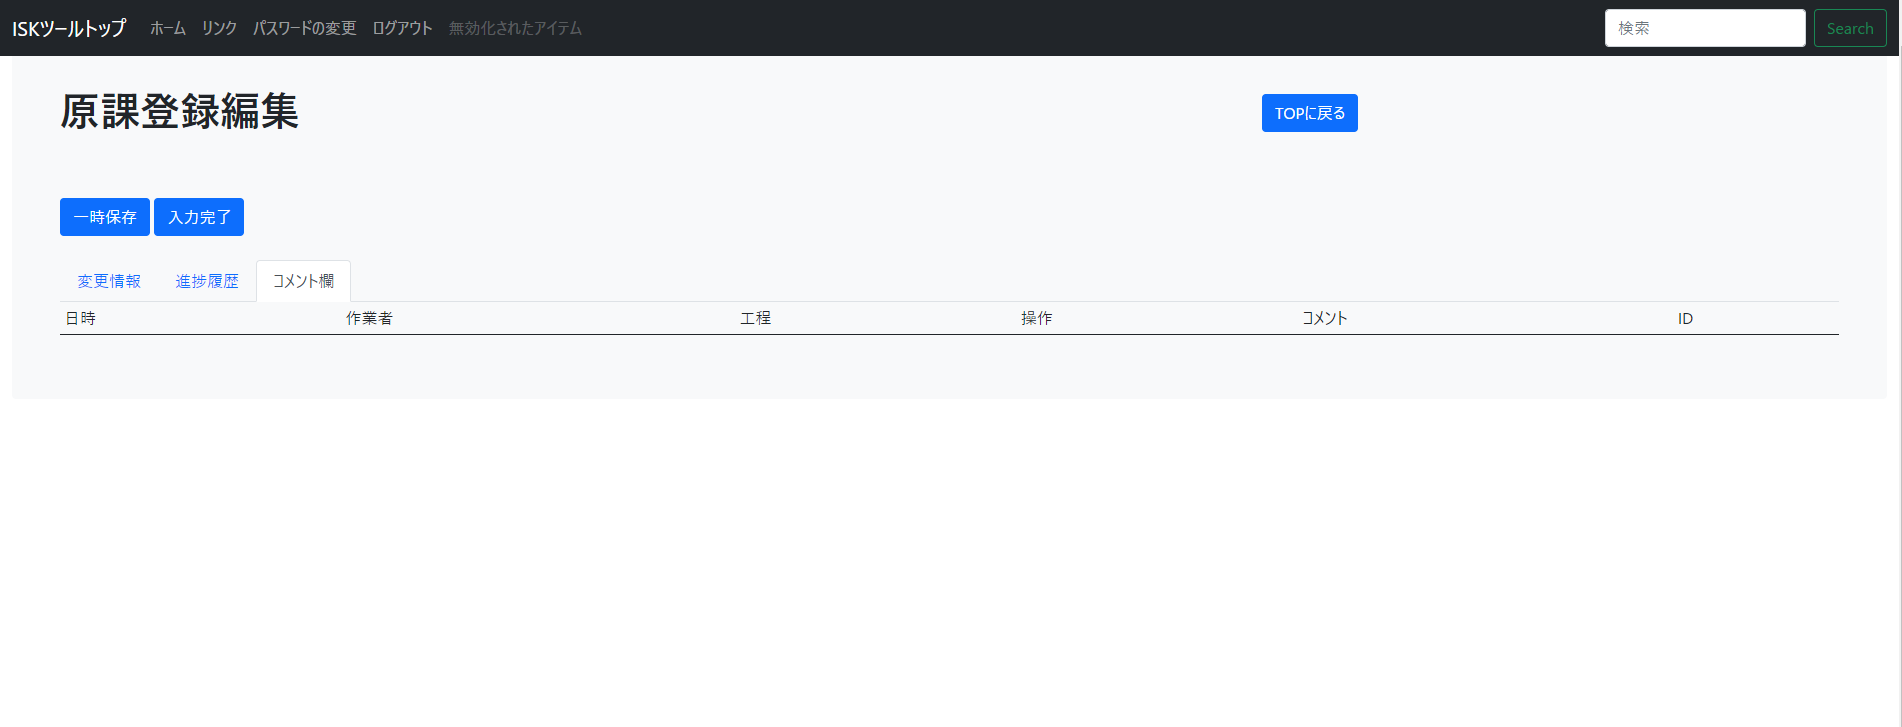 ISKツールトップ ホーム リンク パスワードの変更 ログアウト 無効化されたアイテム 検索 Search
原課登録編集 TOPに戻る
一時保存 入力完了
変更情報 進捗履歴 コメント欄
日時 作業者 工程 操作 コメント ID